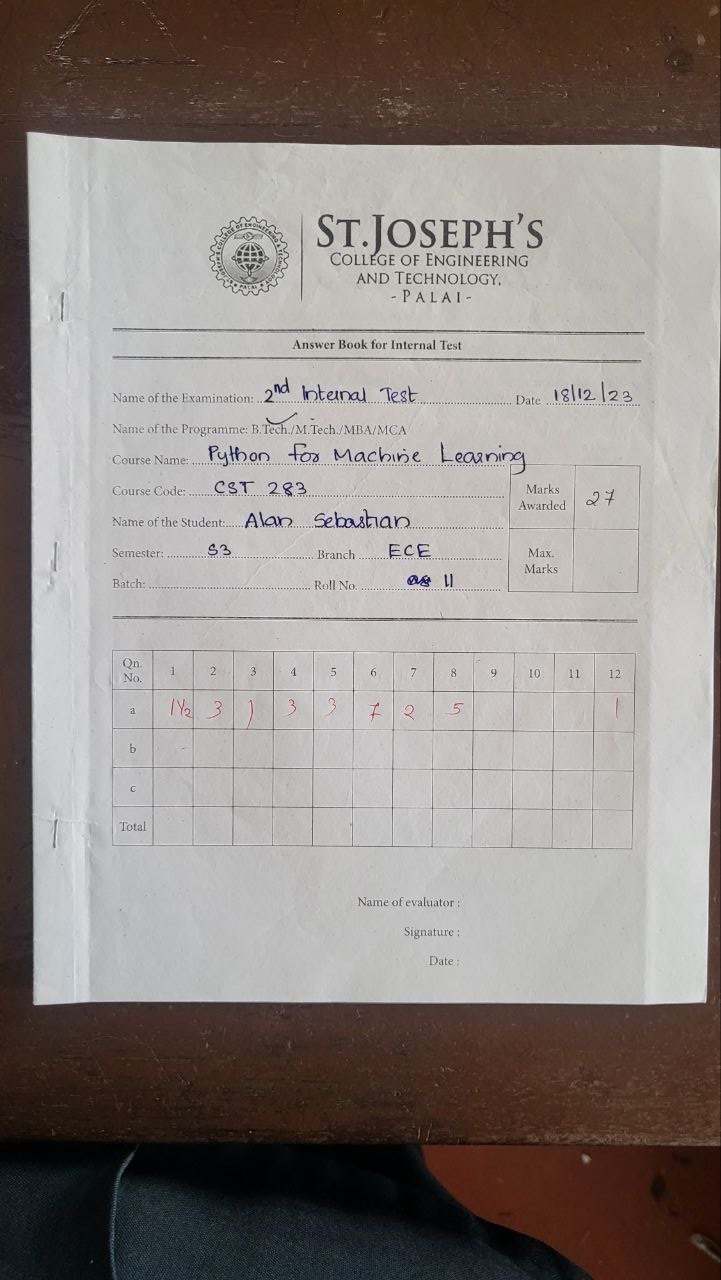 ST.JOSEPH'S
COLLEGE OF ENGINEERING
AND TECHNOLOGY,
- PALAI -
Answer Book for Internal Test
Name of the Examination: 2nd Internal Test Date 18/12/23
Name of the Programme: B.Tech./M.Tech./MBA/MCA
Course Name: Python for Machine Learning
Course Code: CST 283
Marks Awarded 27
Name of the Student: Alan Sebastian
Semester: S3 Branch ECE
Max. Marks
Batch: Roll No. 11
Qn. No. 1 2 3 4 5 6 7 8 9 10 11 12
a 1½ 3 1 3 3 7 2 5 1
b -
c
Total
Name of evaluator :
Signature :
Date :